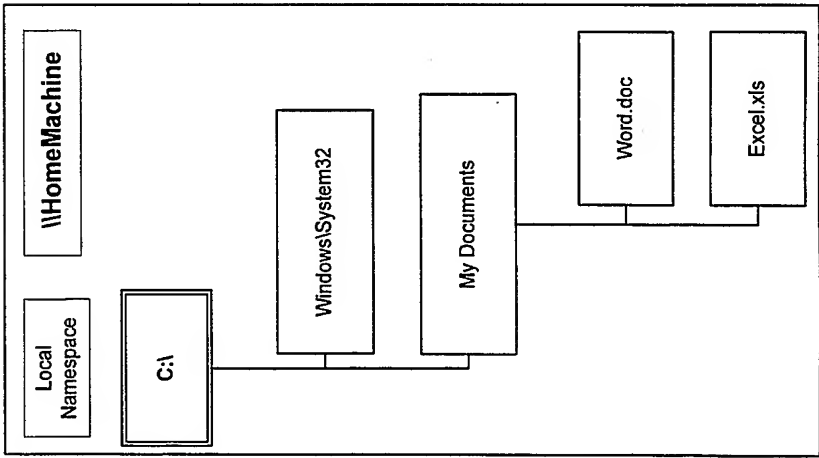 Local
Namespace
\\HomeMachine
C:\
Windows\System32
My Documents
Word.doc
Excel.xls